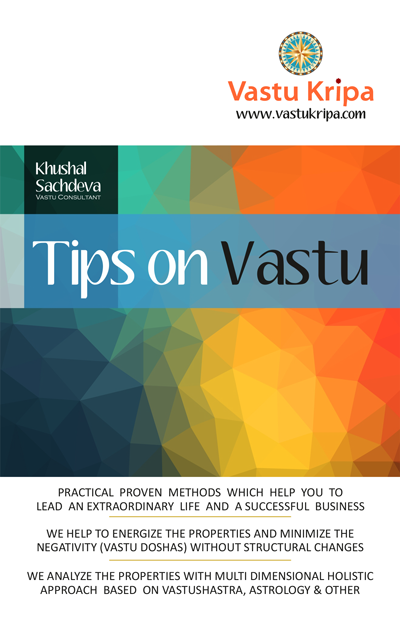 Vastu Kripa
www.vastukripa.com
Khushal
Sachdeva
VASTU CONSULTANT
Tips on Vastu
PRACTICAL PROVEN METHODS WHICH HELP YOU TO
LEAD AN EXTRAORDINARY LIFE AND A SUCCESSFUL BUSINESS
WE HELP TO ENERGIZE THE PROPERTIES AND MINIMIZE THE
NEGATIVITY (VASTU DOSHAS) WITHOUT STRUCTURAL CHANGES
WE ANALYZE THE PROPERTIES WITH MULTI DIMENSIONAL HOLISTIC
APPROACH BASED ON VASTUSHASTRA, ASTROLOGY & OTHER